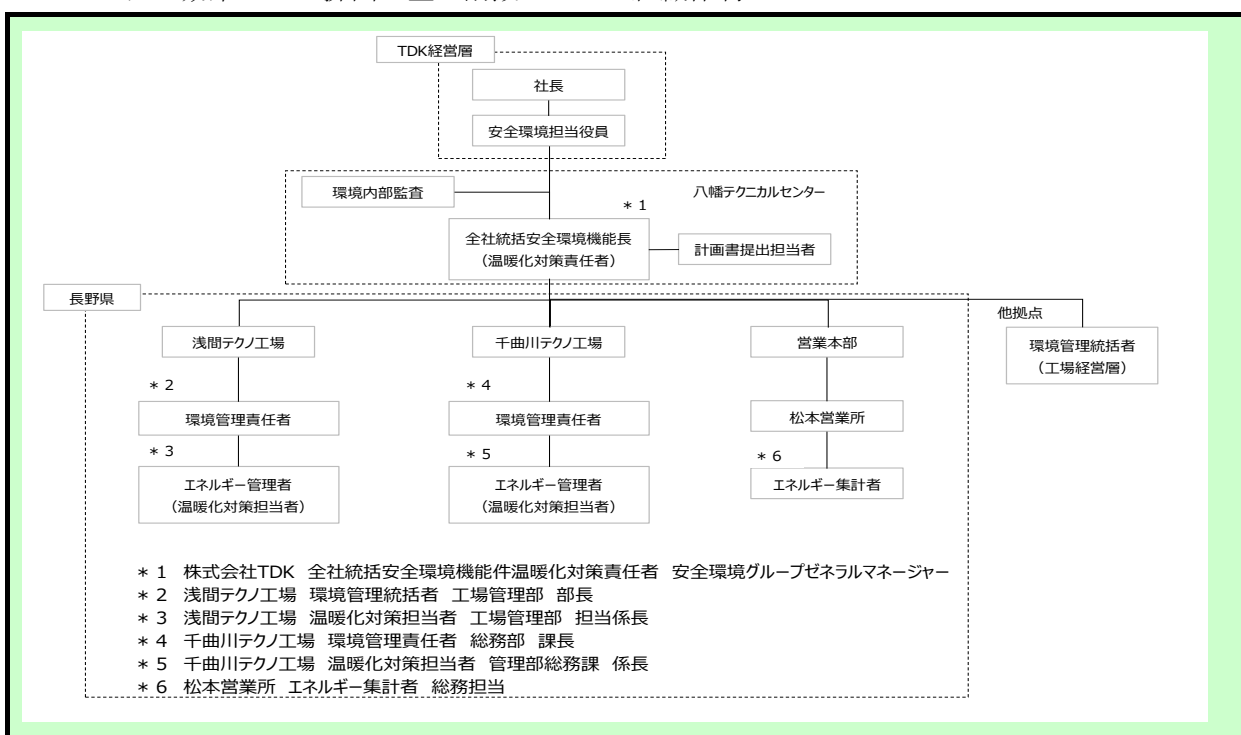 TDK経営層
社長
安全環境担当役員
環境内部監査
八幡テクニカルセンター
＊１
全社統括安全環境機能長
（温暖化対策責任者）
計画書提出担当者
長野県
他拠点
浅間テクノ工場
千曲川テクノ工場
営業本部
環境管理統括者
（工場経営層）
＊２
＊４
環境管理責任者
環境管理責任者
松本営業所
＊３
＊５
＊６
エネルギー管理者
（温暖化対策担当者）
エネルギー管理者
（温暖化対策担当者）
エネルギー集計者
＊１　株式会社TDK　全社統括安全環境機能件温暖化対策責任者　安全環境グループゼネラルマネージャー
＊２　浅間テクノ工場　環境管理統括者　工場管理部　部長
＊３　浅間テクノ工場　温暖化対策担当者　工場管理部　担当係長
＊４　千曲川テクノ工場　環境管理責任者　総務部　課長
＊５　千曲川テクノ工場　温暖化対策担当者　管理部総務課　係長
＊６　松本営業所　エネルギー集計者　総務担当